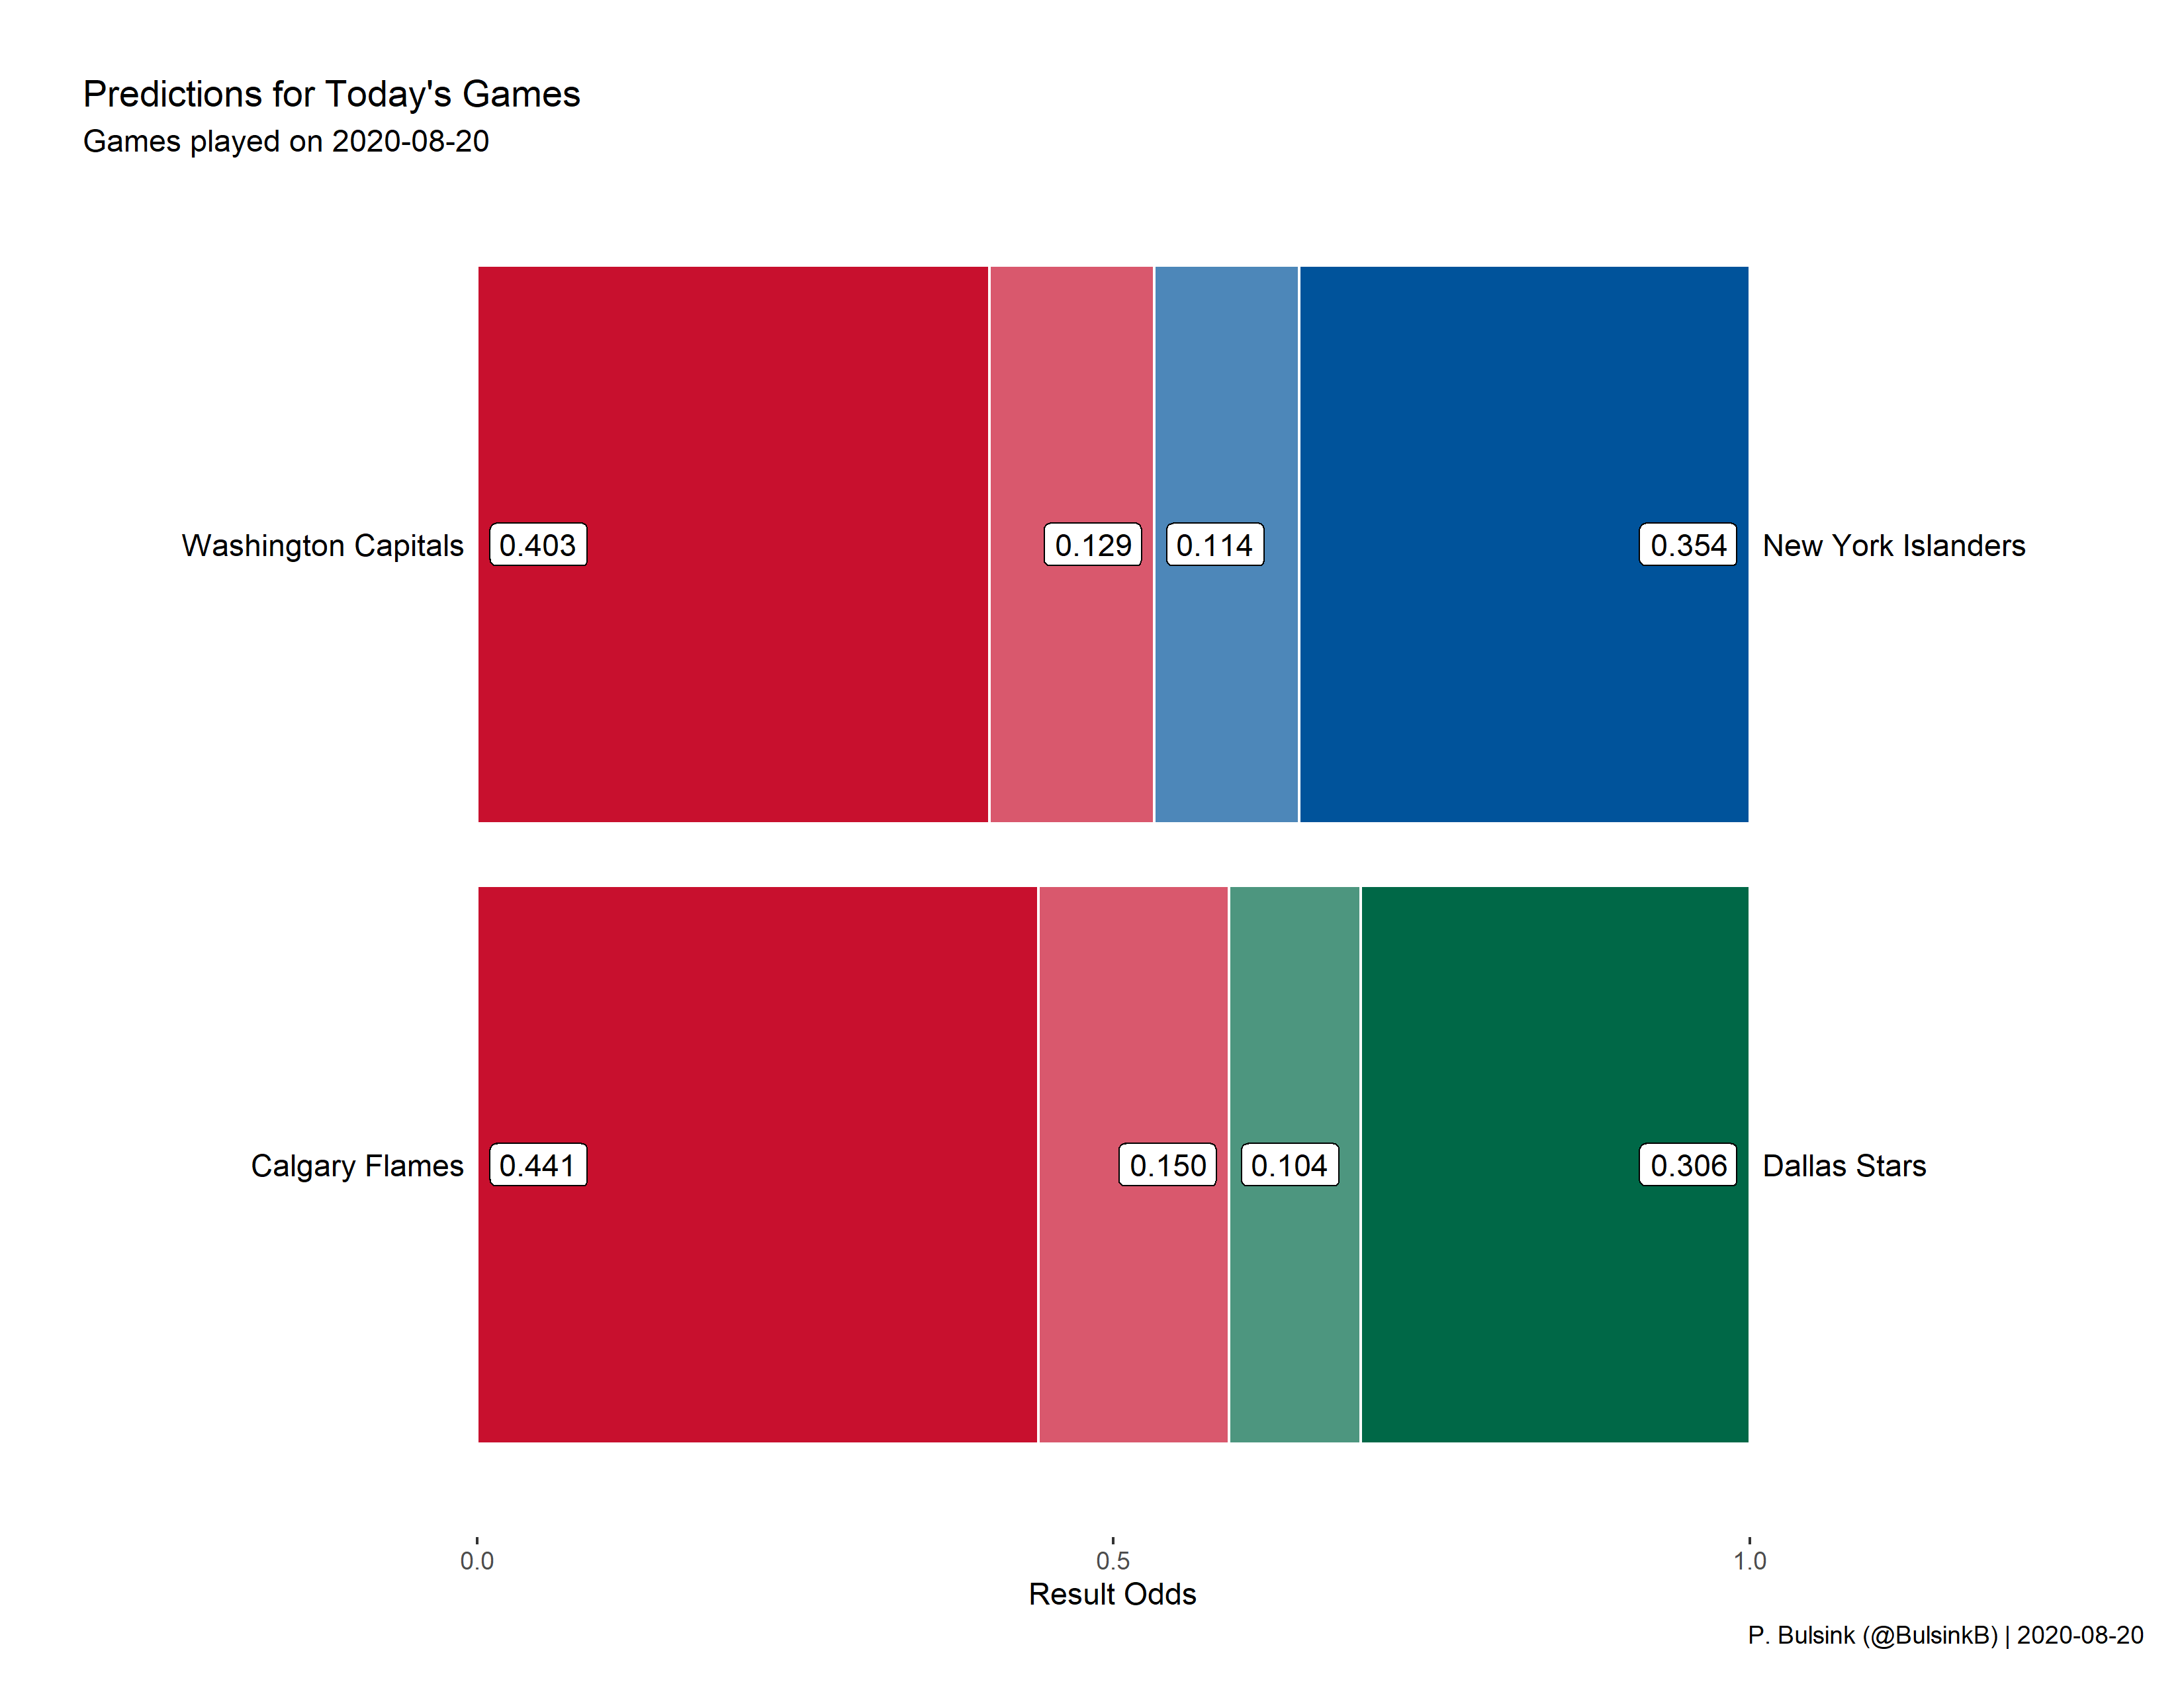 Predictions for Today's Games
Games played on 2020-08-20
Washington Capitals 0.403 0.129 0.114 0.354 New York Islanders
Calgary Flames 0.441 0.150 0.104 0.306 Dallas Stars
0.0 0.5 1.0
Result Odds
P. Bulsink (@BulsinkB) | 2020-08-20